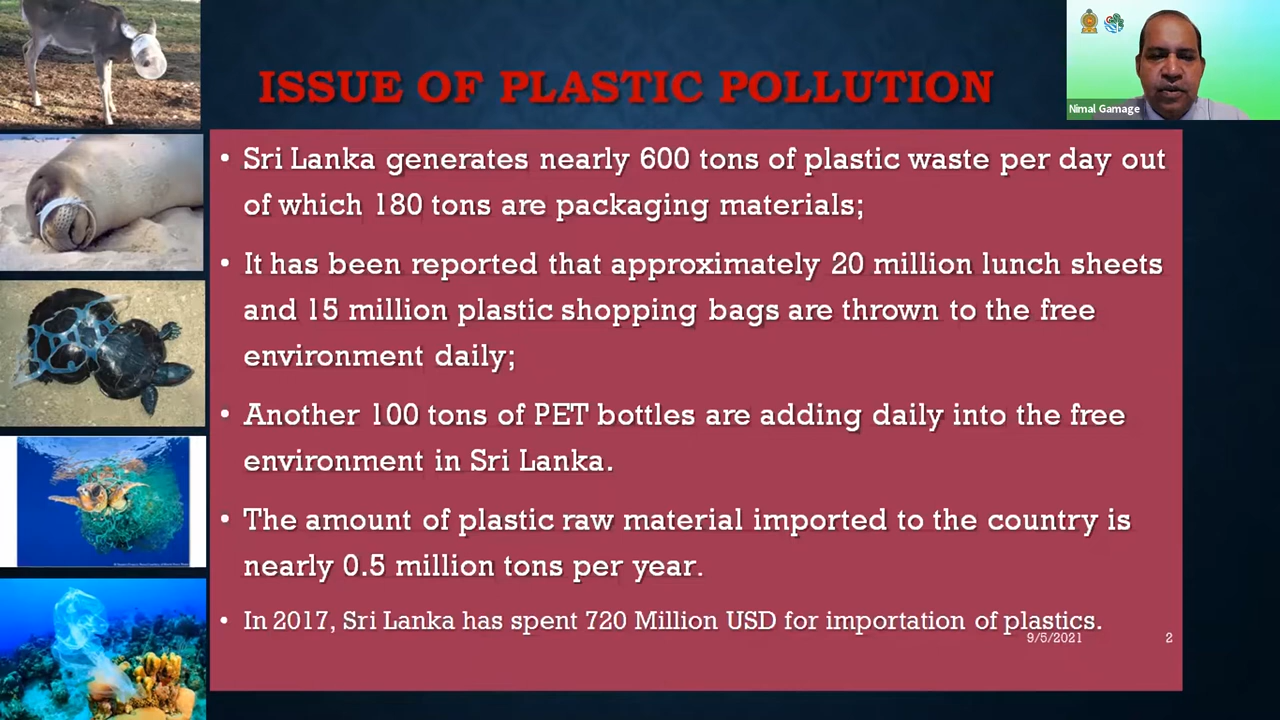 ISSUE OF PLASTIC POLLUTION
Nimal Gamage
• Sri Lanka generates nearly 600 tons of plastic waste per day out
of which 180 tons are packaging materials;
• It has been reported that approximately 20 million lunch sheets
and 15 million plastic shopping bags are thrown to the free
environment daily;
• Another 100 tons of PET bottles are adding daily into the free
environment in Sri Lanka.
• The amount of plastic raw material imported to the country is
nearly 0.5 million tons per year.
• In 2017, Sri Lanka has spent 720 Million USD for importation of plastics.
9/5/2021 2